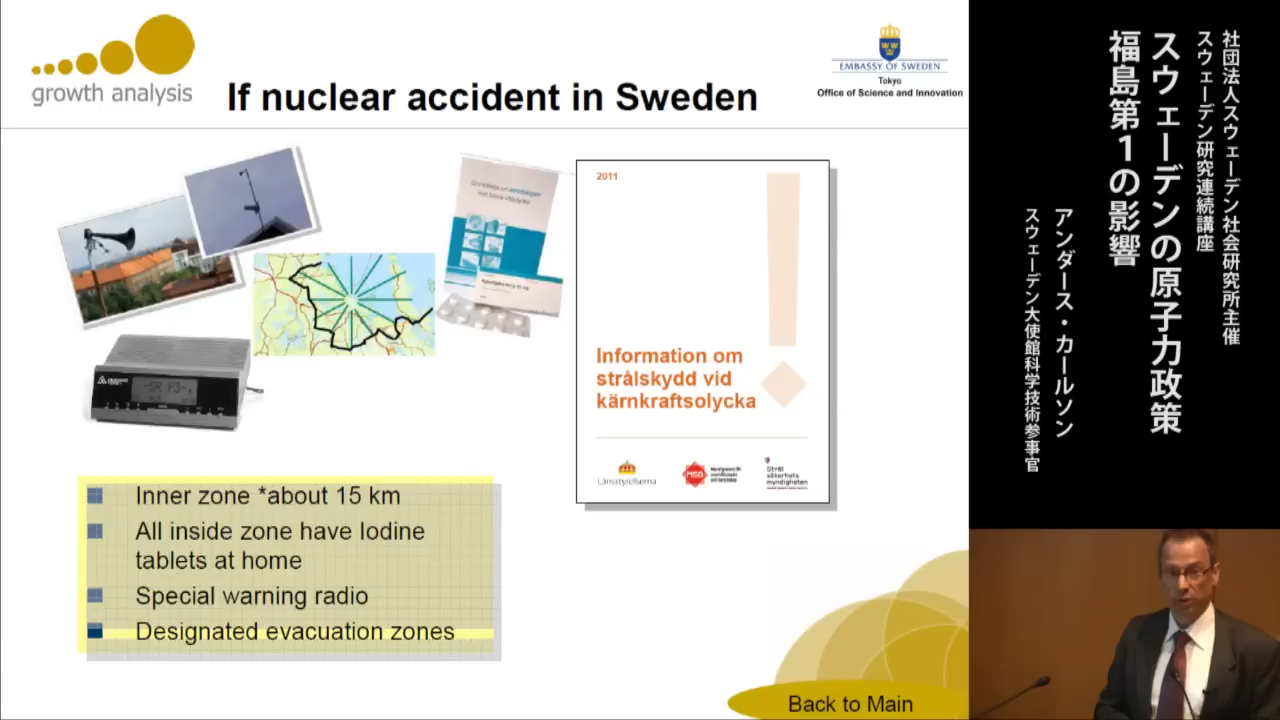 growth analysis
If nuclear accident in Sweden
EMBASSY OF SWEDEN
Tokyo
Office of Science and Innovation
2011
Information om
strålskydd vid
kärnkraftsolycka
Länsstyrelserna
MSB
Strål
säkerhets
myndigheten
Inner zone *about 15 km
All inside zone have Iodine
tablets at home
Special warning radio
Designated evacuation zones
Back to Main
社団法人スウェーデン社会研究所主催
スウェーデン研究連続講座
スウェーデンの原子力政策
福島第1の影響
アンダース・カールソン
スウェーデン大使館科学技術参事官